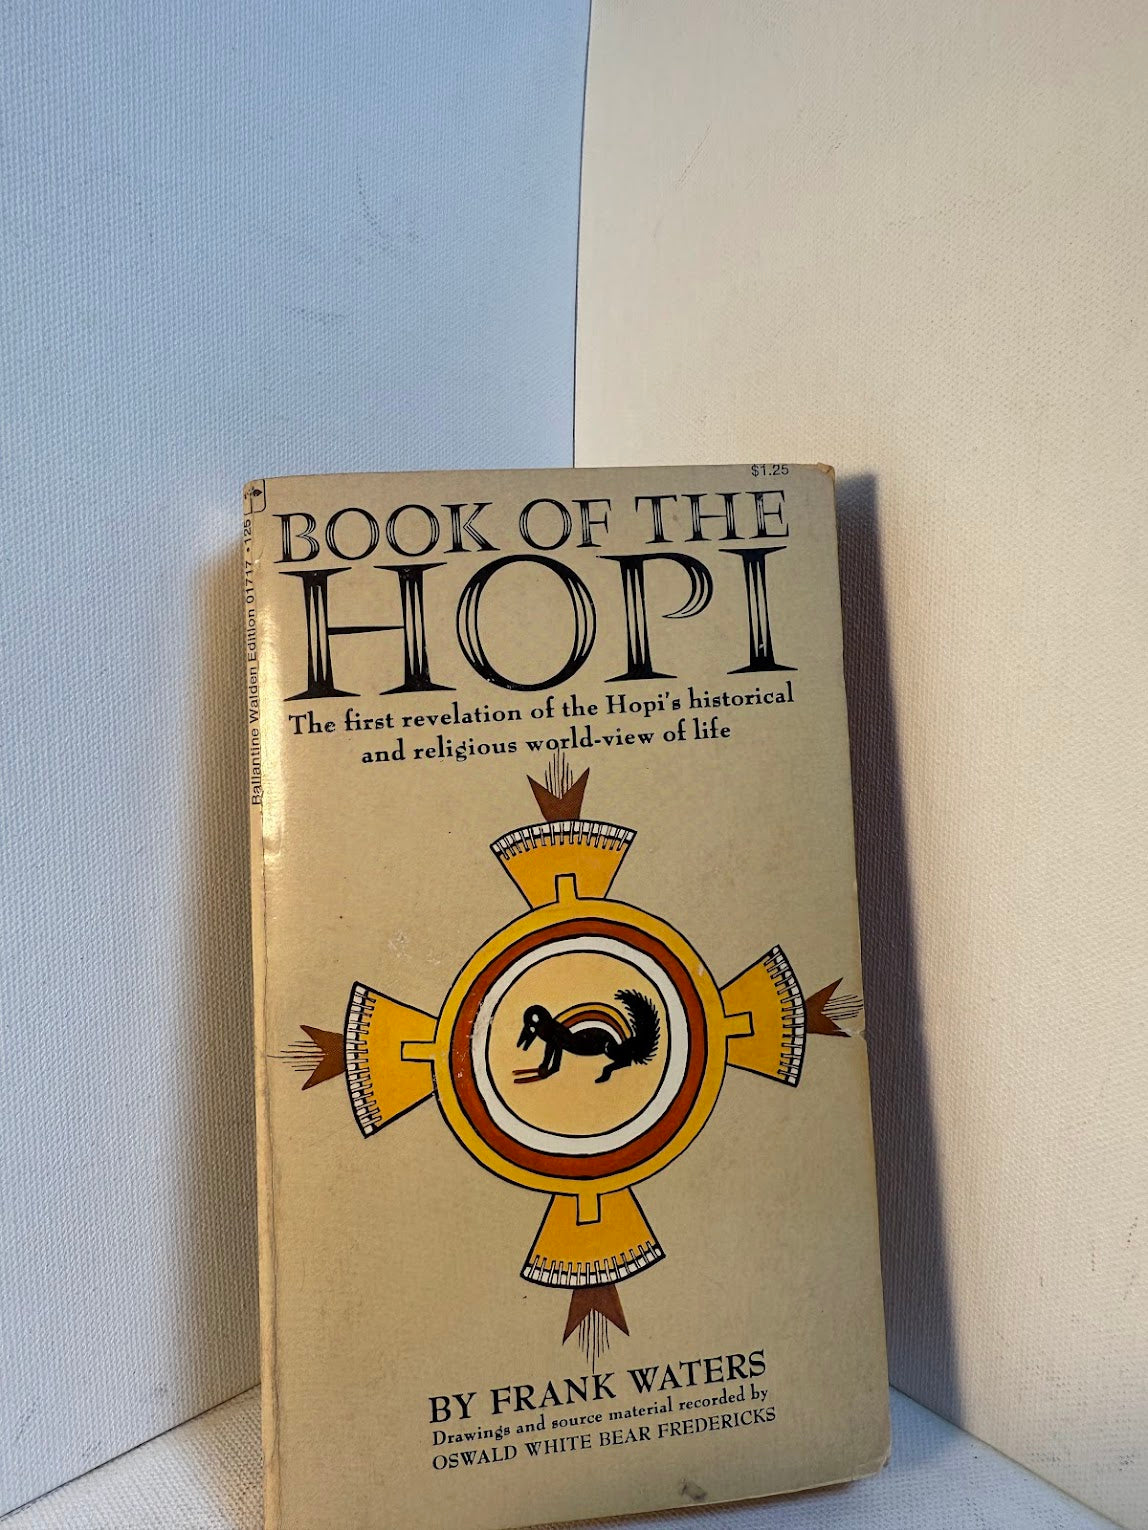 $1.25
BOOK OF THE
HOPI
The first revelation of the Hopi's historical
and religious world-view of life
BY FRANK WATERS
Drawings and source material recorded by
OSWALD WHITE BEAR FREDERICKS
Ballantine Walden Edition 01717 • 125